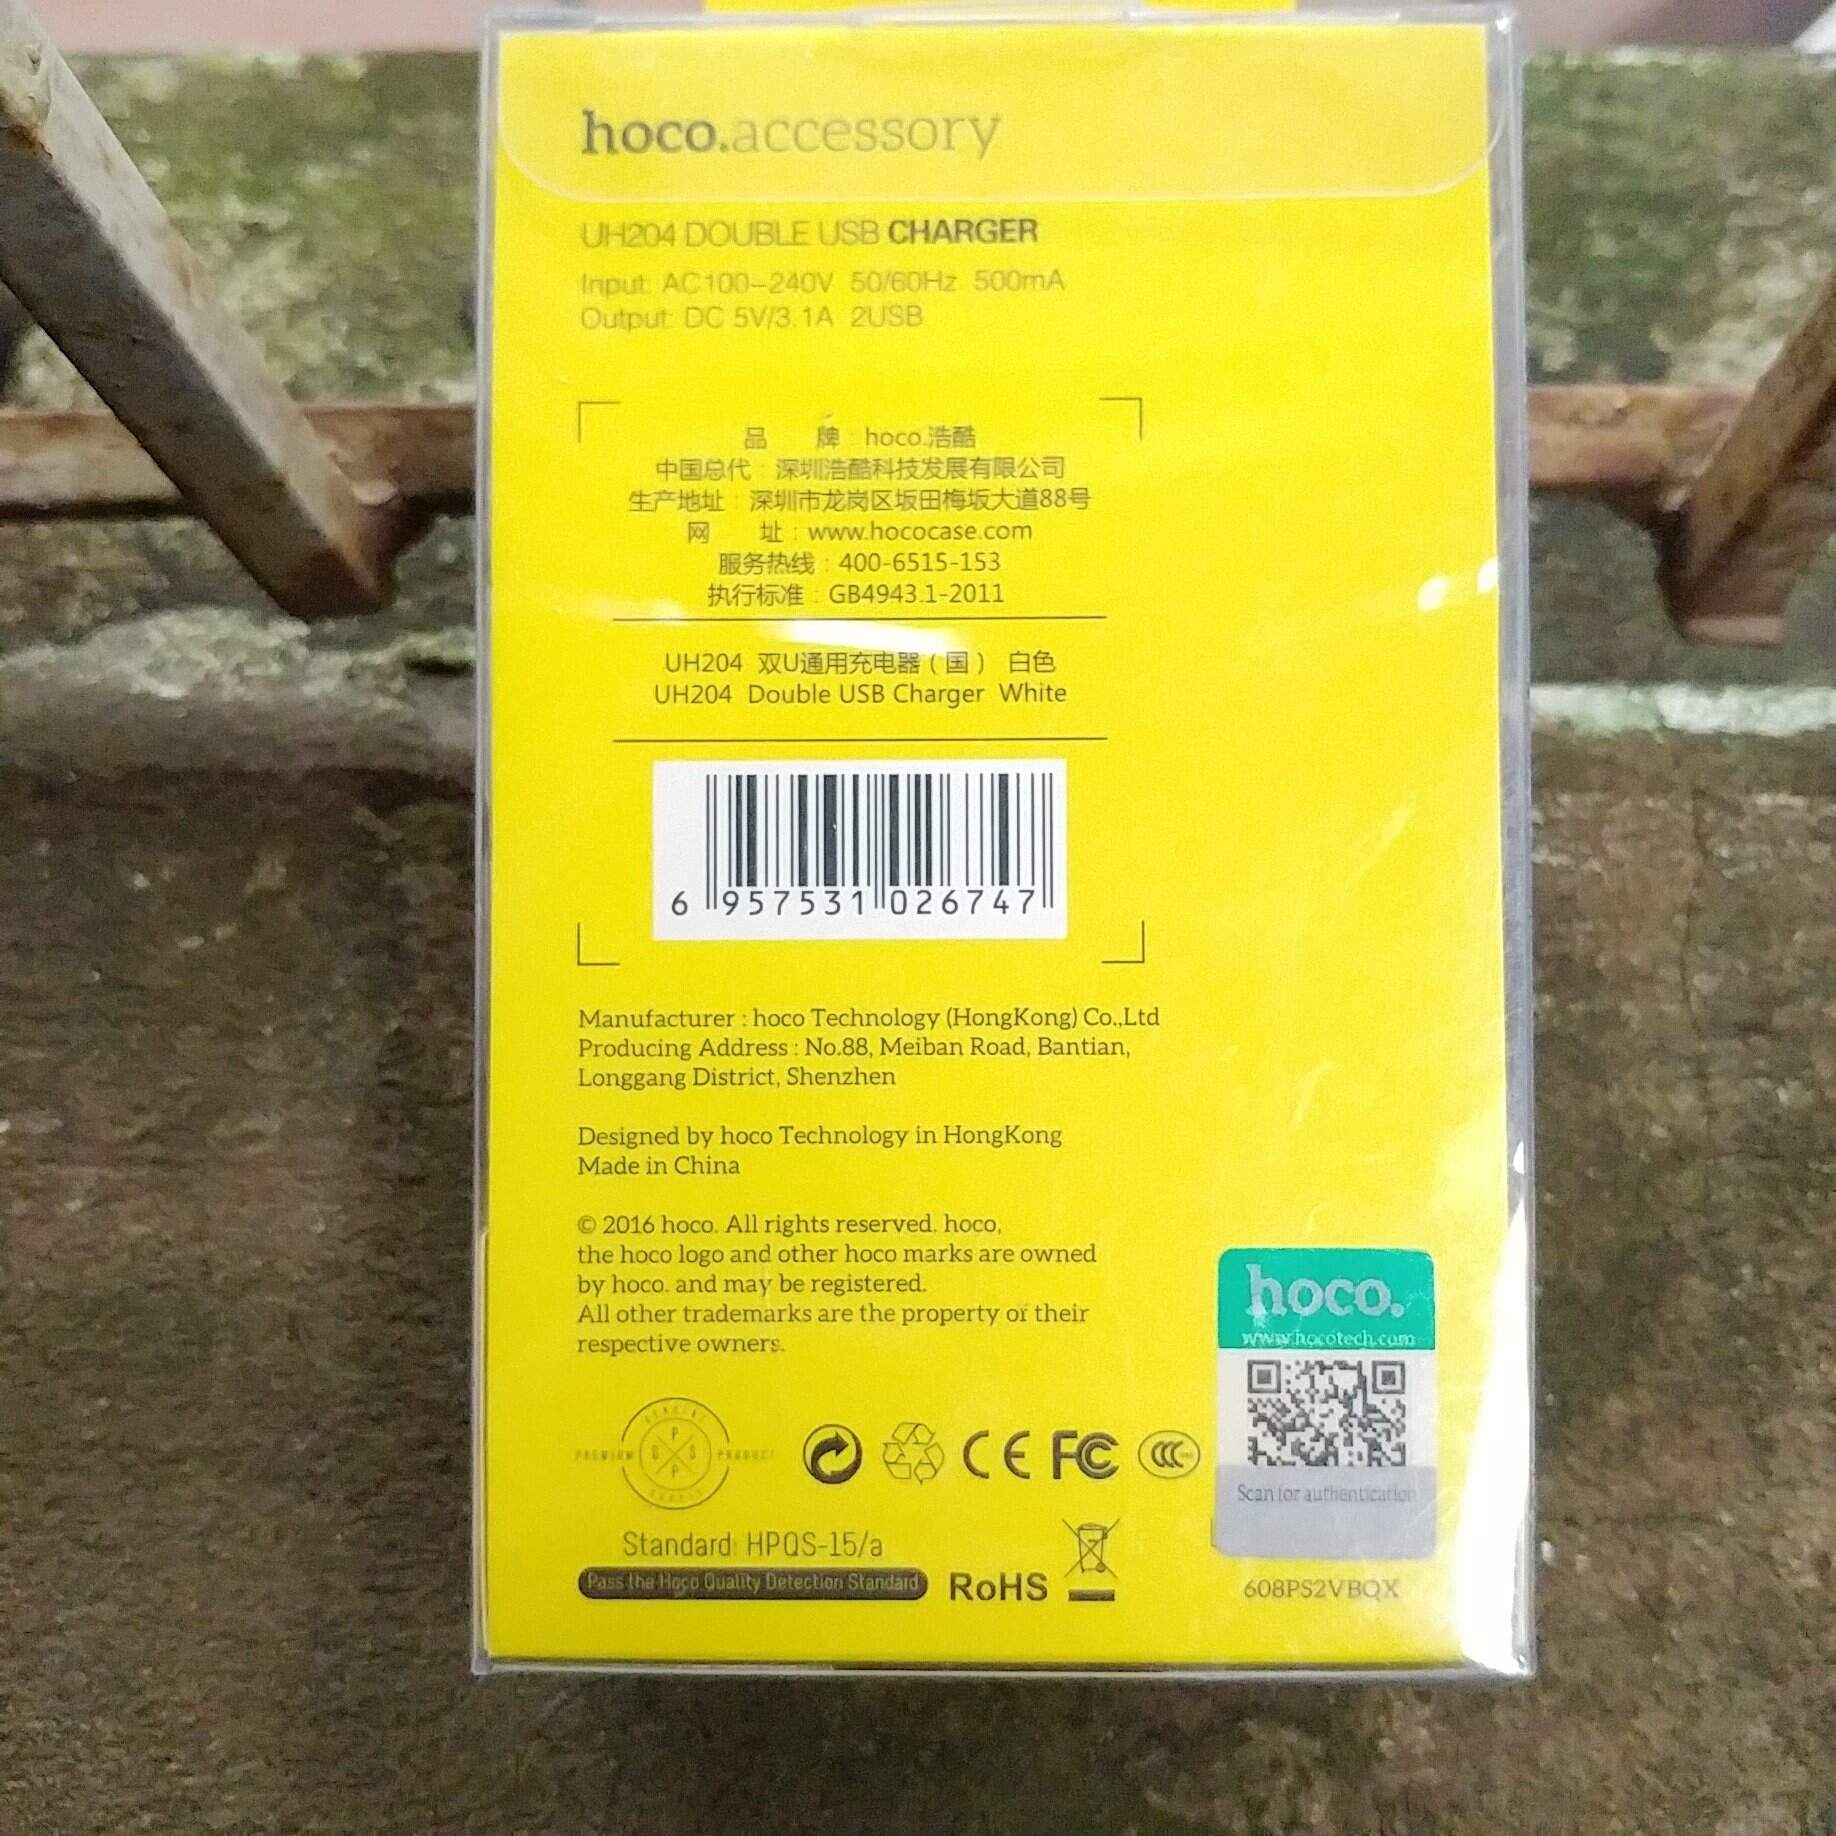 hoco.accessory
UH204 DOUBLE USB CHARGER
Input: AC100-240V 50/60Hz 500mA
Output: DC 5V/3.1A 2USB
品 牌：hoco.浩酷
中国总代：深圳浩酷科技发展有限公司
生产地址：深圳市龙岗区坂田梅坂大道88号
网 址：www.hococase.com
服务热线：400-6515-153
执行标准：GB4943.1-2011
UH204 双U通用充电器（国） 白色
UH204 Double USB Charger White
6 957531 026747
Manufacturer : hoco Technology (HongKong) Co.,Ltd
Producing Address : No.88, Meiban Road, Bantian,
Longgang District, Shenzhen
Designed by hoco Technology in HongKong
Made in China
© 2016 hoco. All rights reserved. hoco,
the hoco logo and other hoco marks are owned
by hoco. and may be registered.
All other trademarks are the property of their
respective owners.
hoco.
www.hocotech.com
Scan for authentication
608PS2VBQX
PREMIUM PRODUCT
P G S P
CE FC CCC
Standard: HPQS-15/a
Pass the Hoco Quality Detection Standard
RoHS